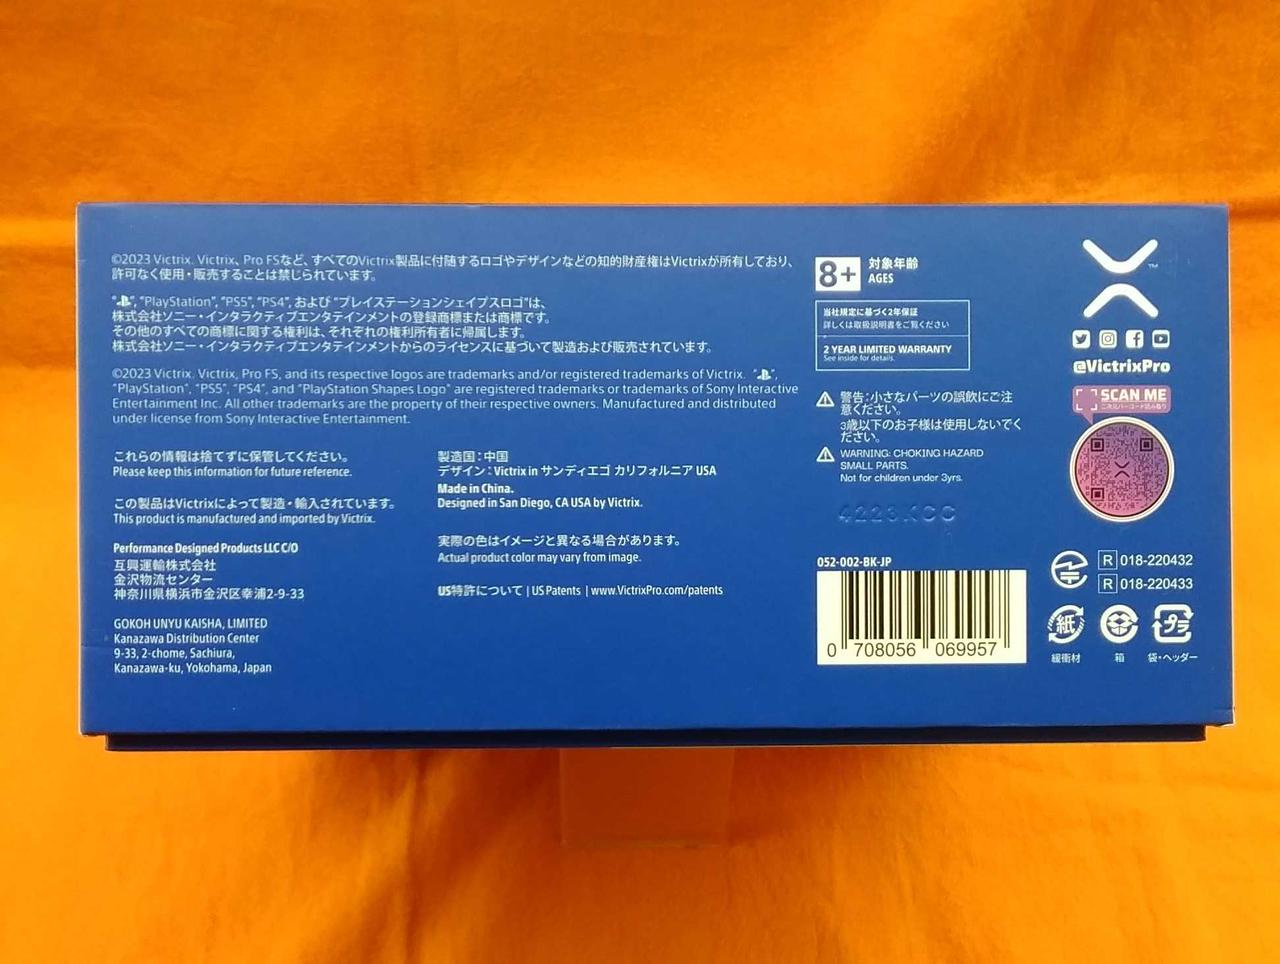 ©2023 Victrix. Victrix、Pro FSなど、すべてのVictrix製品に付随するロゴやデザインなどの知的財産権はVictrixが所有しており、
許可なく使用・販売することは禁じられています。
"PlayStation", "PS5", "PS4", および "プレイステーションシェイプスロゴ"は、
株式会社ソニー・インタラクティブエンタテインメントの登録商標または商標です。
その他のすべての商標に関する権利は、それぞれの権利所有者に帰属します。
株式会社ソニー・インタラクティブエンタテインメントからのライセンスに基づいて製造および販売されています。
©2023 Victrix. Victrix, Pro FS, and its respective logos are trademarks and/or registered trademarks of Victrix.
"PlayStation", "PS5", "PS4", and "PlayStation Shapes Logo" are registered trademarks or trademarks of Sony Interactive
Entertainment Inc. All other trademarks are the property of their respective owners. Manufactured and distributed
under license from Sony Interactive Entertainment.
これらの情報は捨てずに保管してください。
Please keep this information for future reference.
この製品はVictrixによって製造・輸入されています。
This product is manufactured and imported by Victrix.
Performance Designed Products LLC C/O
互興運輸株式会社
金沢物流センター
神奈川県横浜市金沢区幸浦2-9-33
GOKOH UNYU KAISHA, LIMITED
Kanazawa Distribution Center
9-33, 2-chome, Sachiura,
Kanazawa-ku, Yokohama, Japan
製造国：中国
デザイン：Victrix in サンディエゴ カリフォルニア USA
Made in China.
Designed in San Diego, CA USA by Victrix.
実際の色はイメージと異なる場合があります。
Actual product color may vary from image.
US特許について | US Patents | www.VictrixPro.com/patents
8+ 対象年齢
AGES
当社規定に基づく2年保証
詳しくは取扱説明書をご覧ください
2 YEAR LIMITED WARRANTY
See inside for details.
警告：小さなパーツの誤飲にご注
意ください。
3歳以下のお子様は使用しないでく
ださい。
WARNING: CHOKING HAZARD
SMALL PARTS.
Not for children under 3yrs.
4223KCC
052-002-BK-JP
0 708056 069957
TM
@VictrixPro
SCAN ME
二次元バーコード読み取り
R 018-220432
R 018-220433
紙
プラ
緩衝材
箱
袋・ヘッダー